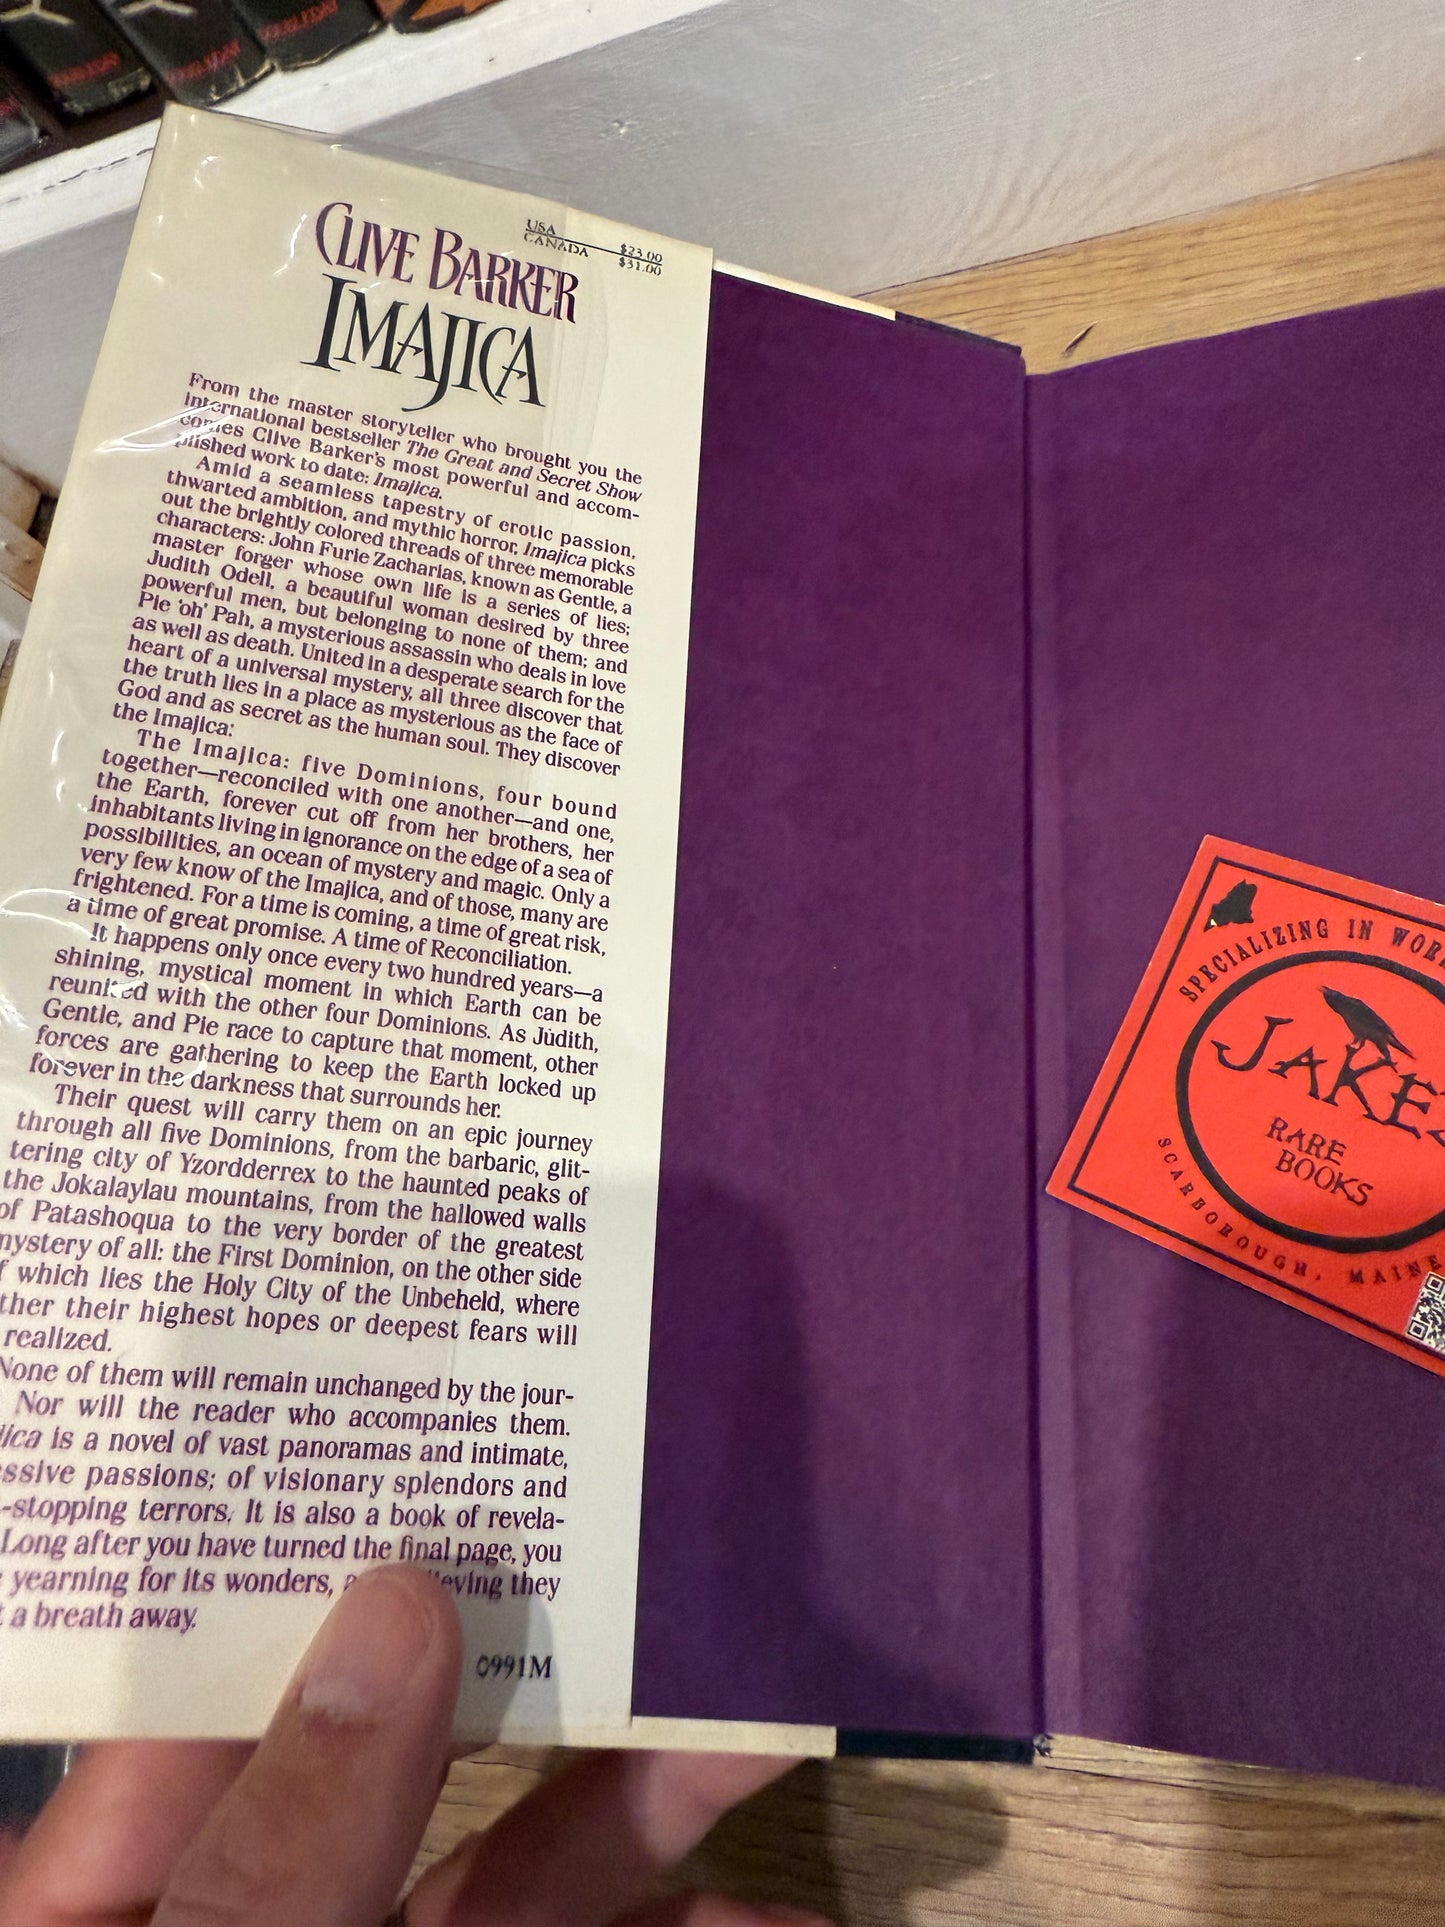 CLIVE BARKER
IMAJICA
USA $23.00
CANADA $31.00
From the master storyteller who brought you the
international bestseller The Great and Secret Show
comes Clive Barker's most powerful and accom-
plished work to date: Imajica.
Amid a seamless tapestry of erotic passion,
thwarted ambition, and mythic horror, Imajica picks
out the brightly colored threads of three memorable
characters: John Furie Zacharias, known as Gentle, a
master forger whose own life is a series of lies;
Judith Odell, a beautiful woman desired by three
powerful men, but belonging to none of them; and
Pie 'oh' Pah, a mysterious assassin who deals in love
as well as death. United in a desperate search for the
heart of a universal mystery, all three discover that
the truth lies in a place as mysterious as the face of
God and as secret as the human soul. They discover
the Imajica:
The Imajica: five Dominions, four bound
together—reconciled with one another—and one,
the Earth, forever cut off from her brothers, her
inhabitants living in ignorance on the edge of a sea of
possibilities, an ocean of mystery and magic. Only a
very few know of the Imajica, and of those, many are
frightened. For a time is coming, a time of great risk,
a time of great promise. A time of Reconciliation.
It happens only once every two hundred years—a
shining, mystical moment in which Earth can be
reunited with the other four Dominions. As Judith,
Gentle, and Pie race to capture that moment, other
forces are gathering to keep the Earth locked up
forever in the darkness that surrounds her.
Their quest will carry them on an epic journey
through all five Dominions, from the barbaric, glit-
tering city of Yzordderrex to the haunted peaks of
the Jokalaylau mountains, from the hallowed walls
of Patashoqua to the very border of the greatest
mystery of all: the First Dominion, on the other side
which lies the Holy City of the Unbeheld, where
ther their highest hopes or deepest fears will
realized.
None of them will remain unchanged by the jour-
Nor will the reader who accompanies them.
jica is a novel of vast panoramas and intimate,
ssive passions; of visionary splendors and
-stopping terrors. It is also a book of revela-
Long after you have turned the final page, you
yearning for its wonders, they
a breath away.
0991M
SPECIALIZING IN
JAKE
RARE
BOOKS
SCARBOROUGH, MAINE